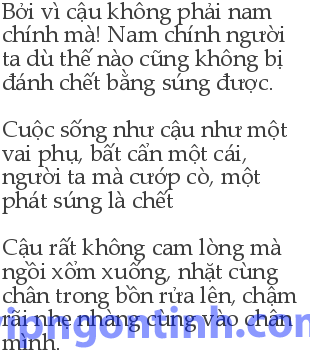 Bởi vì cậu không phải nam
chính mà! Nam chính người
ta dù thế nào cũng không bị
đánh chết bằng súng được.
Cuộc sống như cậu như một
vai phụ, bất cẩn một cái,
người ta mà cướp cò, một
phát súng là chết
Cậu rất không cam lòng mà
ngồi xổm xuống, nhặt cùng
chân trong bồn rửa lên, chậm
rãi nhẹ nhàng cùng vào chân
mình.